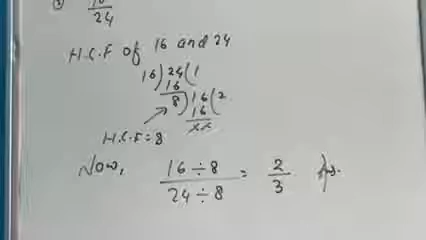 16
24
H.C.F of 16 and 24
16)24(1
16
8)16(2
16
xx
H.C.F=8
Now, 16÷8 / 24÷8 = 2/3